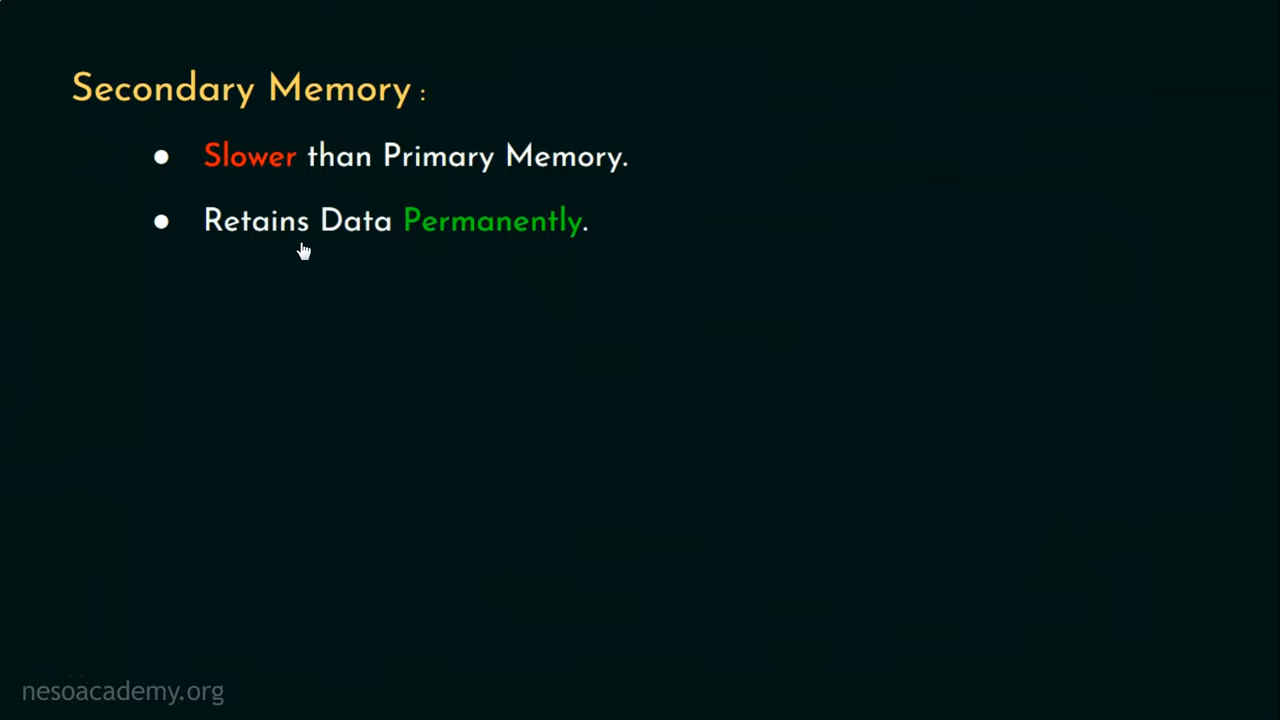 Secondary Memory :
● Slower than Primary Memory.
● Retains Data Permanently.
nesoacademy.org